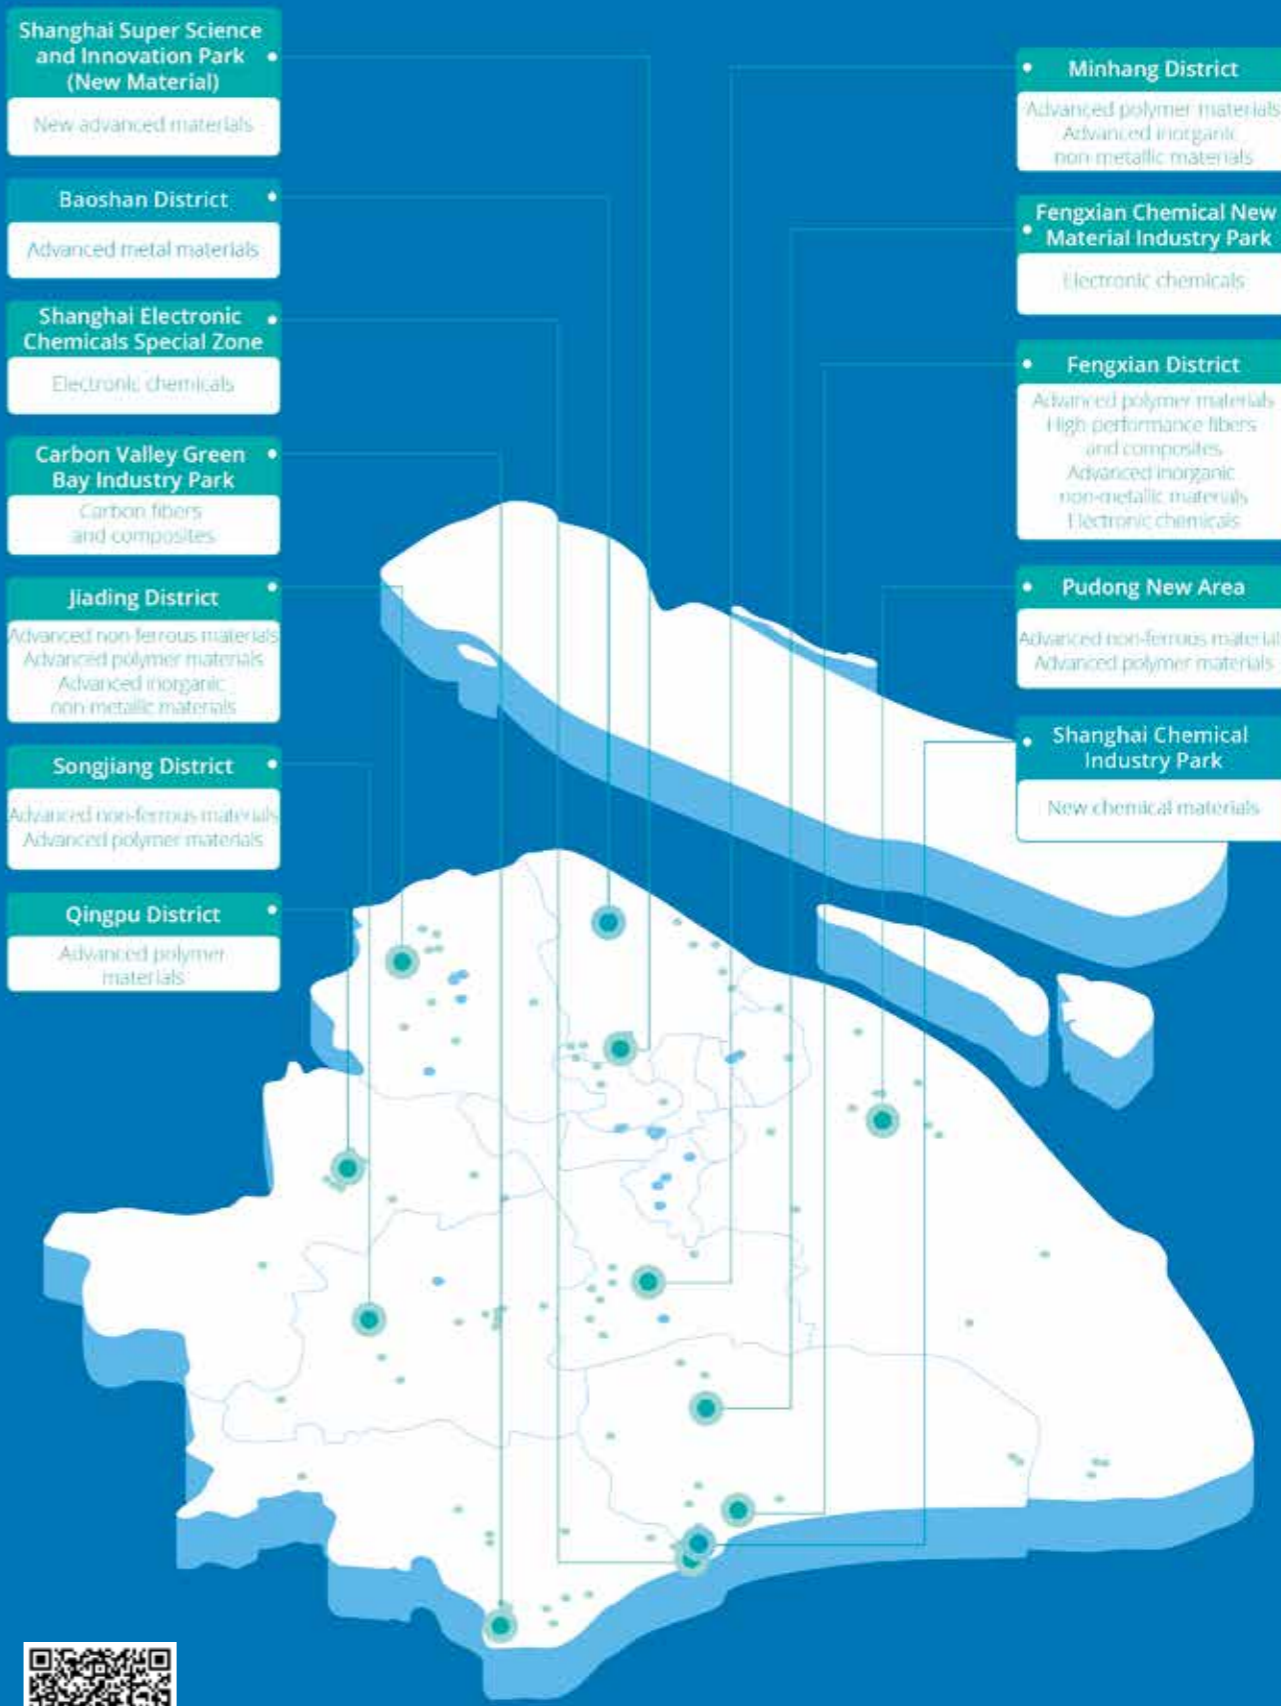 Shanghai Super Science
and Innovation Park
(New Material)
New advanced materials
Baoshan District
Advanced metal materials
Shanghai Electronic
Chemicals Special Zone
Electronic chemicals
Carbon Valley Green
Bay Industry Park
Carbon fibers
and composites
Jiading District
Advanced non-ferrous materials
Advanced polymer materials
Advanced inorganic
non-metallic materials
Songjiang District
Advanced non-ferrous materials
Advanced polymer materials
Qingpu District
Advanced polymer
materials
Minhang District
Advanced polymer materials
Advanced inorganic
non-metallic materials
Fengxian Chemical New
Material Industry Park
Electronic chemicals
Fengxian District
Advanced polymer materials
High performance fibers
and composites
Advanced inorganic
non-metallic materials
Electronic chemicals
Pudong New Area
Advanced non-ferrous material
Advanced polymer materials
Shanghai Chemical
Industry Park
New chemical materials